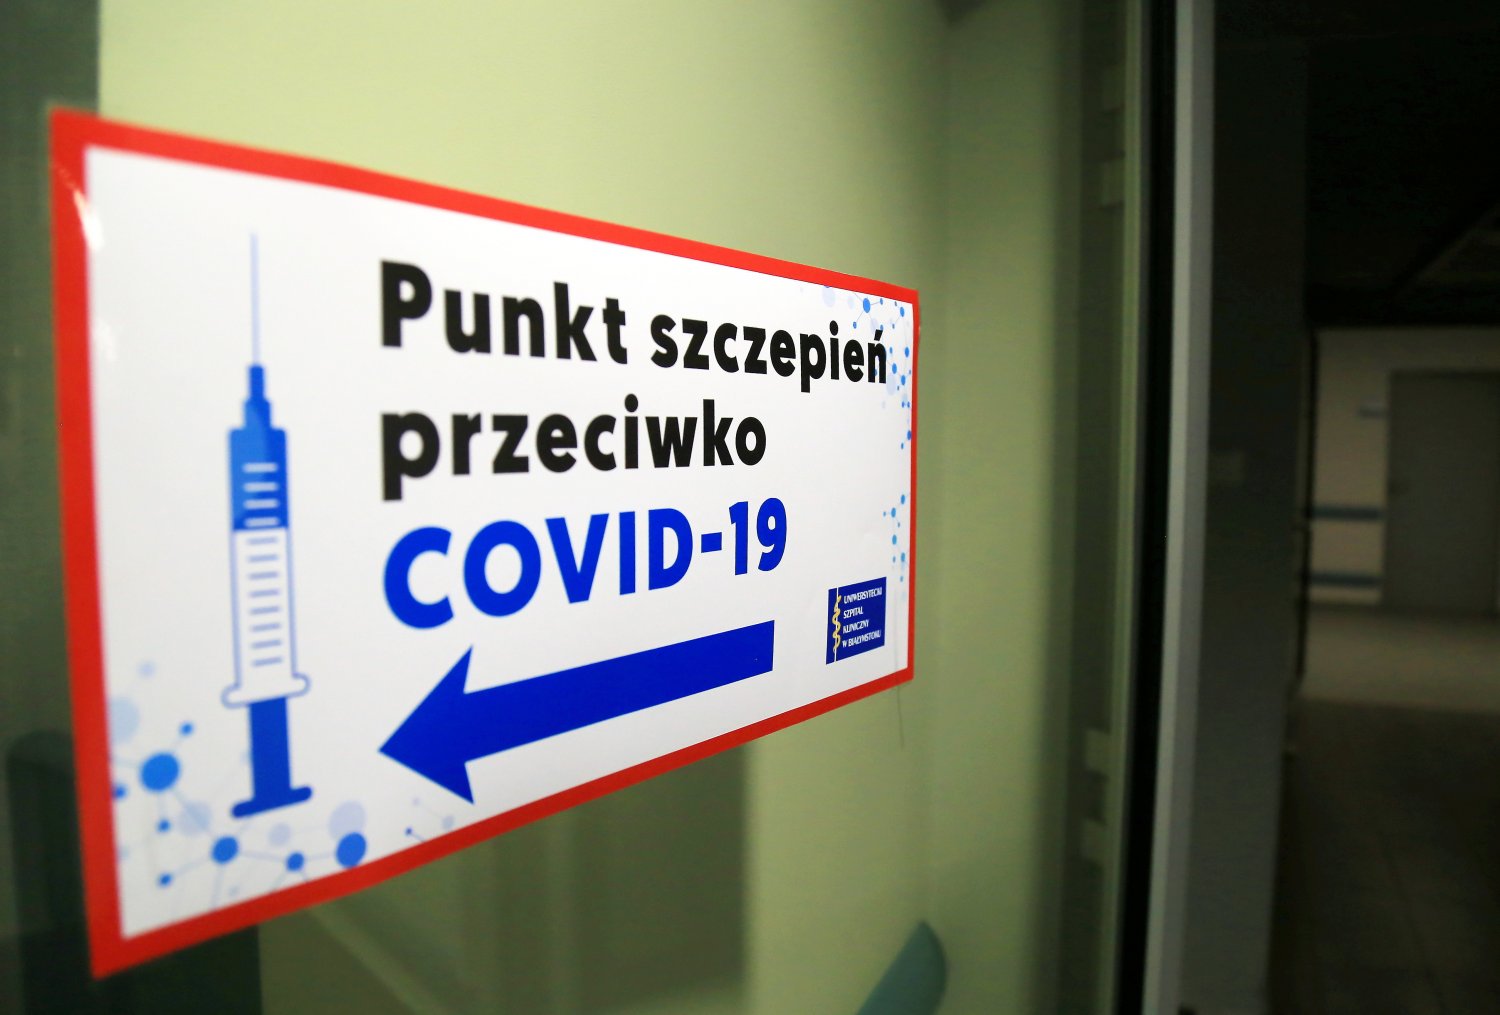 Punkt szczepień
przeciwko
COVID-19
UNIWERSYTECKI
SZPITAL
KLINICZNY
W BIAŁYMSTOKU